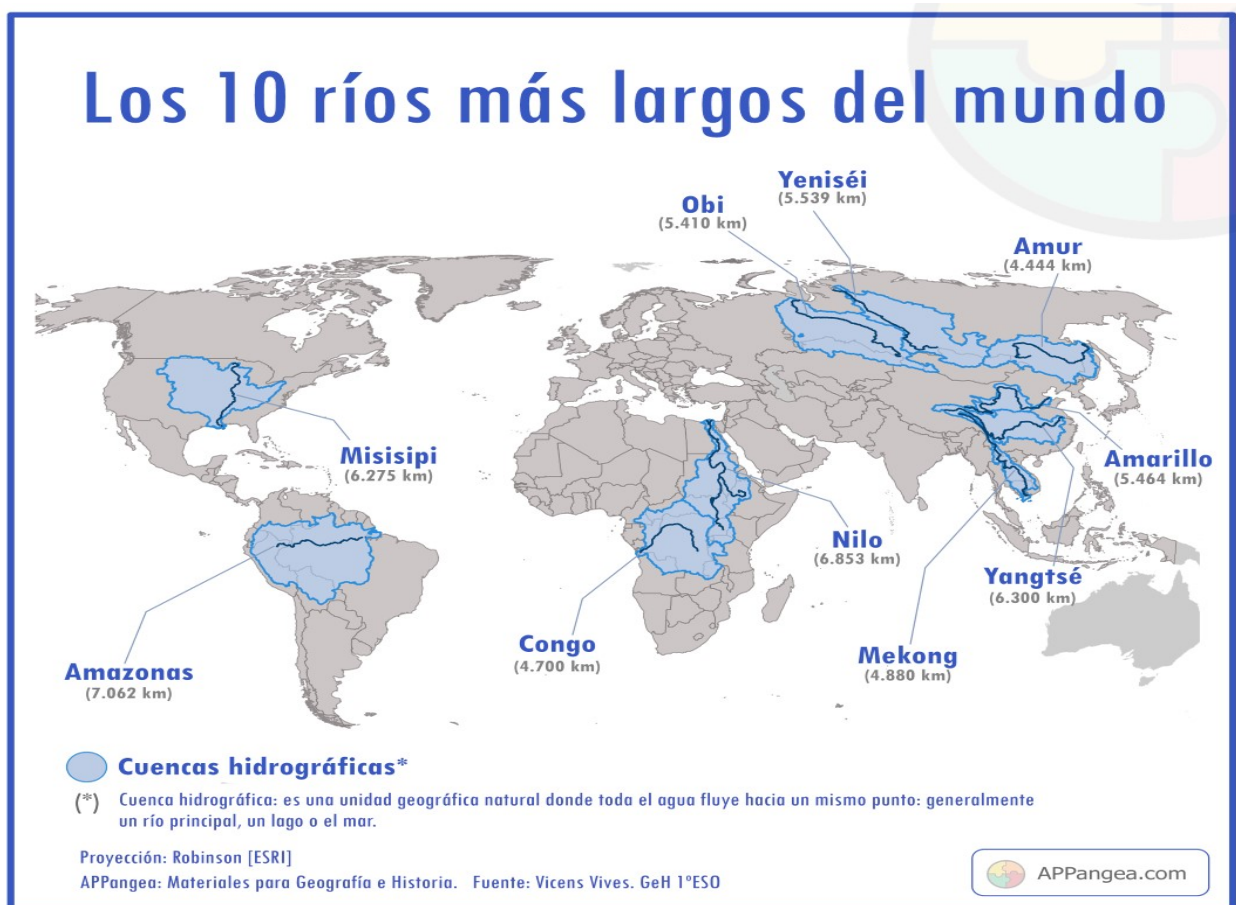 Los 10 ríos más largos del mundo
Yeniséi
(5.539 km)
Obi
(5.410 km)
Amur
(4.444 km)
Misisipi
(6.275 km)
Amarillo
(5.464 km)
Nilo
(6.853 km)
Yangtsé
(6.300 km)
Congo
(4.700 km)
Mekong
(4.880 km)
Amazonas
(7.062 km)
Cuencas hidrográficas*
(*) Cuenca hidrográfica: es una unidad geográfica natural donde toda el agua fluye hacia un mismo punto: generalmente
un río principal, un lago o el mar.
Proyección: Robinson [ESRI]
APPangea: Materiales para Geografía e Historia. Fuente: Vicens Vives. GeH 1ºESO
APPangea.com